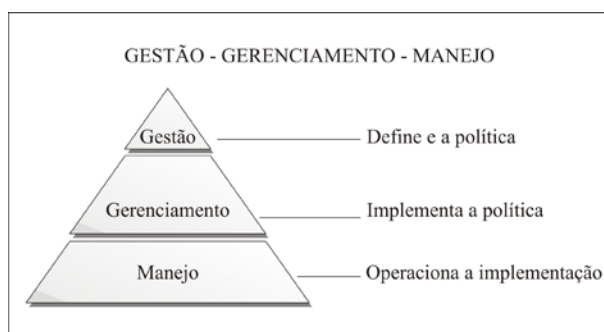 GESTÃO - GERENCIAMENTO - MANEJO
Gestão
Define e a política
Gerenciamento
Implementa a política
Manejo
Operaciona a implementação